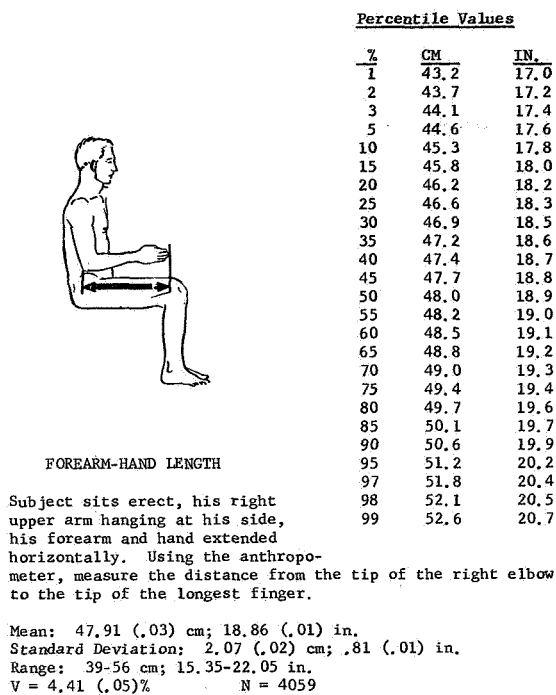 Percentile Values
% CM IN.
1 43.2 17.0
2 43.7 17.2
3 44.1 17.4
5 44.6 17.6
10 45.3 17.8
15 45.8 18.0
20 46.2 18.2
25 46.6 18.3
30 46.9 18.5
35 47.2 18.6
40 47.4 18.7
45 47.7 18.8
50 48.0 18.9
55 48.2 19.0
60 48.5 19.1
65 48.8 19.2
70 49.0 19.3
75 49.4 19.4
80 49.7 19.6
85 50.1 19.7
90 50.6 19.9
95 51.2 20.2
97 51.8 20.4
98 52.1 20.5
99 52.6 20.7
FOREARM-HAND LENGTH
Subject sits erect, his right
upper arm hanging at his side,
his forearm and hand extended
horizontally. Using the anthropo-
meter, measure the distance from the tip of the right elbow
to the tip of the longest finger.
Mean: 47.91 (.03) cm; 18.86 (.01) in.
Standard Deviation: 2.07 (.02) cm; .81 (.01) in.
Range: 39-56 cm; 15.35-22.05 in.
V = 4.41 (.05)% N = 4059